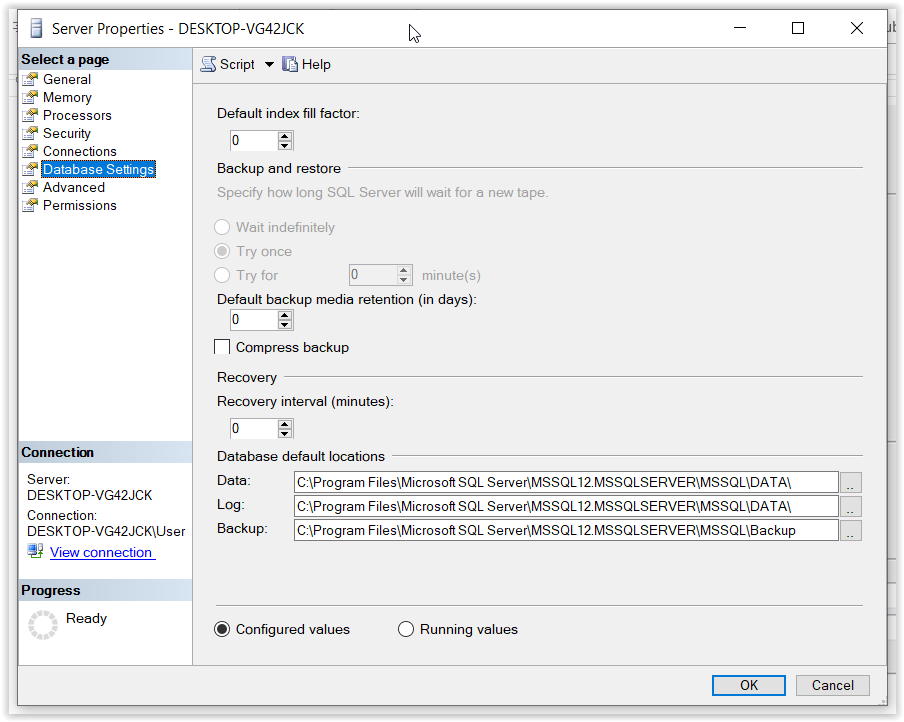 Server Properties - DESKTOP-VG42JCK
Select a page
General
Memory
Processors
Security
Connections
Database Settings
Advanced
Permissions
Connection
Server:
DESKTOP-VG42JCK
Connection:
DESKTOP-VG42JCK\User
View connection
Progress
Ready
Script Help
Default index fill factor:
0
Backup and restore
Specify how long SQL Server will wait for a new tape.
Wait indefinitely
Try once
Try for 0 minute(s)
Default backup media retention (in days):
0
Compress backup
Recovery
Recovery interval (minutes):
0
Database default locations
Data: C:\Program Files\Microsoft SQL Server\MSSQL12.MSSQLSERVER\MSSQL\DATA\ ..
Log: C:\Program Files\Microsoft SQL Server\MSSQL12.MSSQLSERVER\MSSQL\DATA\ ..
Backup: C:\Program Files\Microsoft SQL Server\MSSQL12.MSSQLSERVER\MSSQL\Backup ..
Configured values Running values
OK Cancel